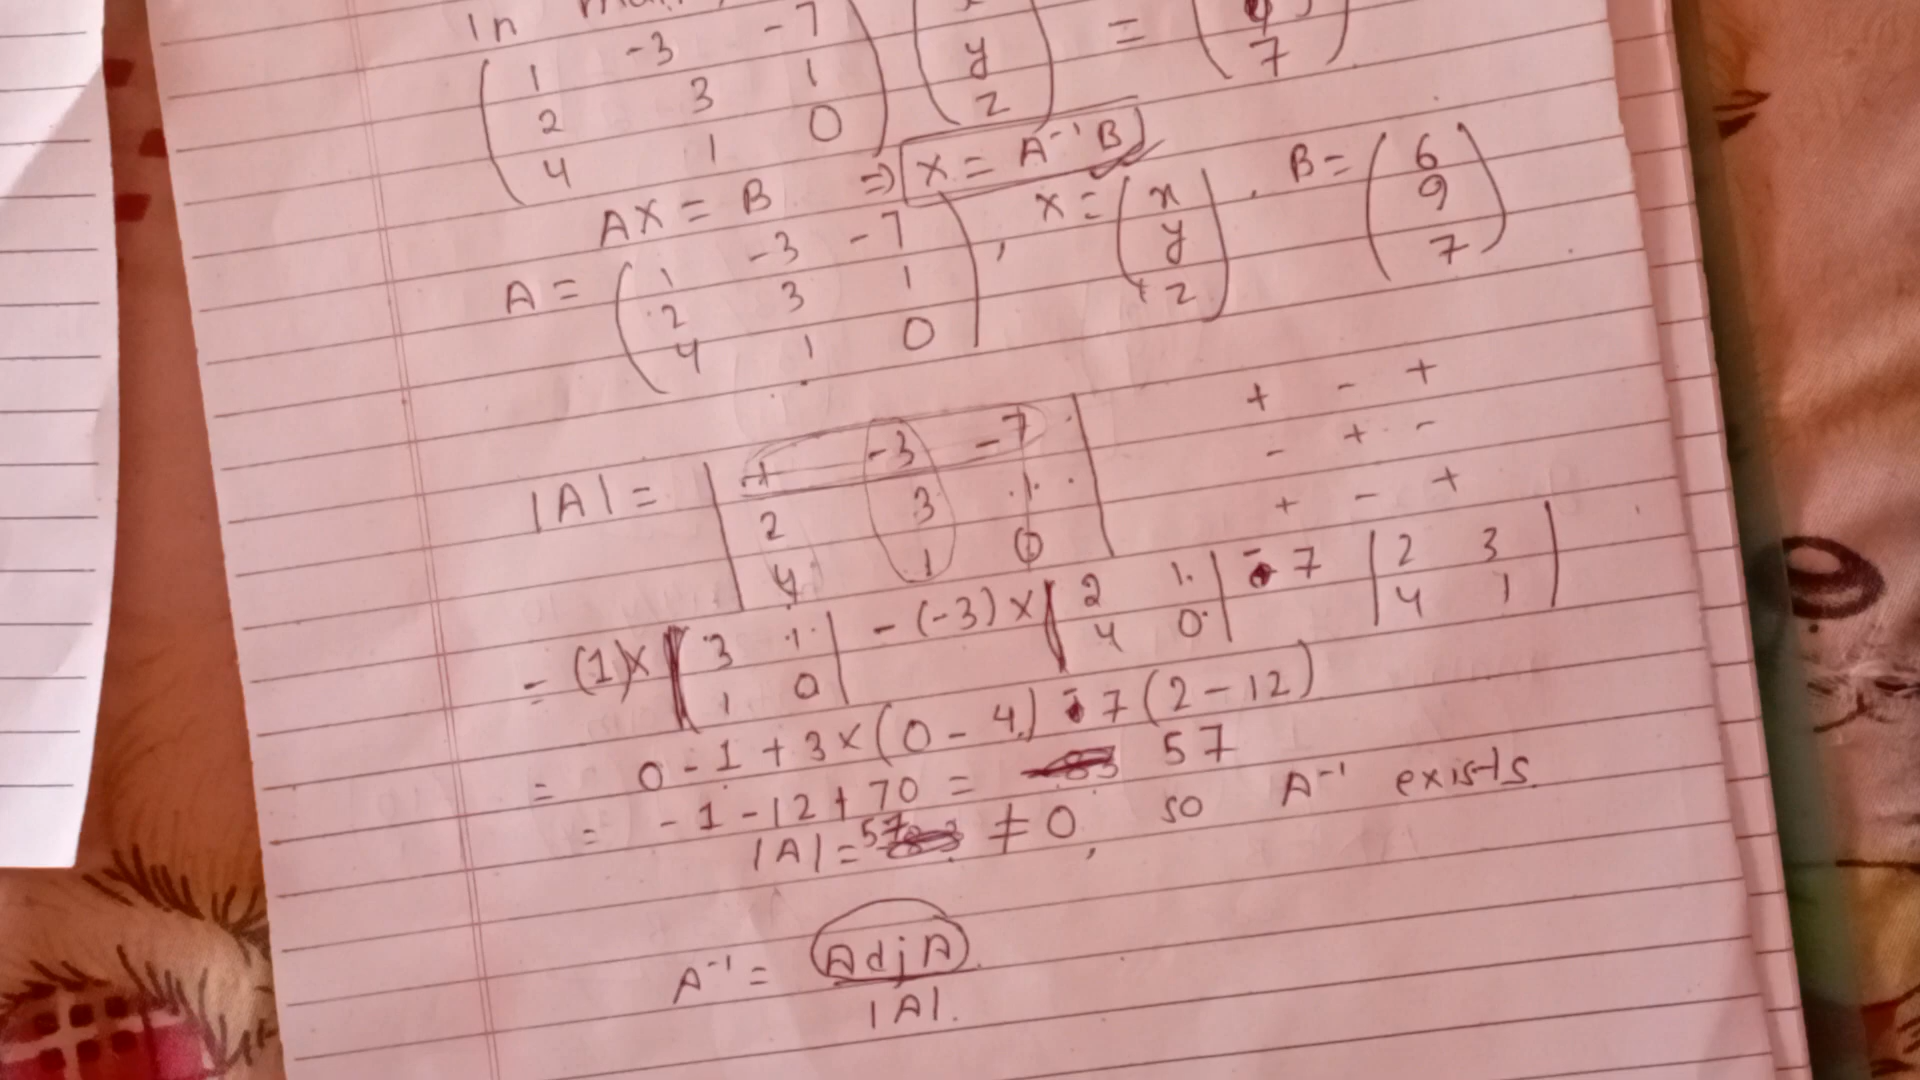 In
( 1 -3 -7 ) ( ) = ( )
( 2 3 1 ) ( y ) ( 7 )
( 4 1 0 ) ( z )
AX = B ⇒ X = A⁻¹B
A = ( 1 -3 -7 ) , X = ( x ) , B = ( 6 )
( 2 3 1 ) ( y ) ( 9 )
( 4 1 0 ) ( z ) ( 7 )
+ - +
|A| = | 1 -3 -7 | - + -
| 2 3 1 | + - +
| 4 1 0 |
= (1)× | 3 1 | - (-3) × | 2 1 | - 7 | 2 3 |
| 1 0 | | 4 0 | | 4 1 |
= 0 - 1 + 3 × (0 - 4) - 7 (2 - 12)
= - 1 - 12 + 70 = 57
|A| = 57 ≠ 0, so A⁻¹ exists.
A⁻¹ = Adj A
|A|.